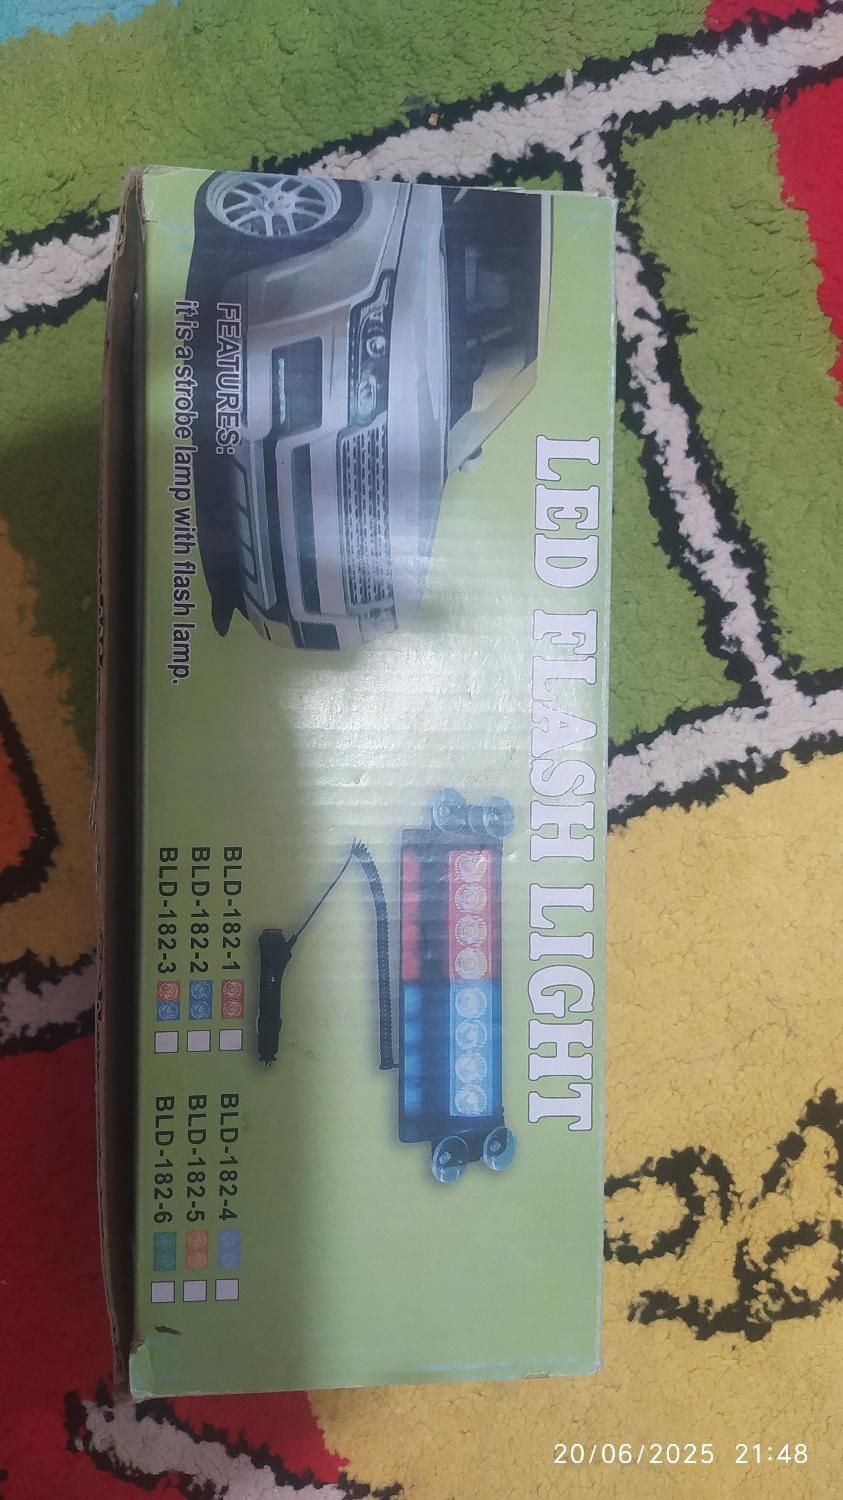 LED FLASH LIGHT
FEATURES:
it is a strobe lamp with flash lamp.
BLD-182-1
BLD-182-2
BLD-182-3
BLD-182-4
BLD-182-5
BLD-182-6
20/06/2025 21:48